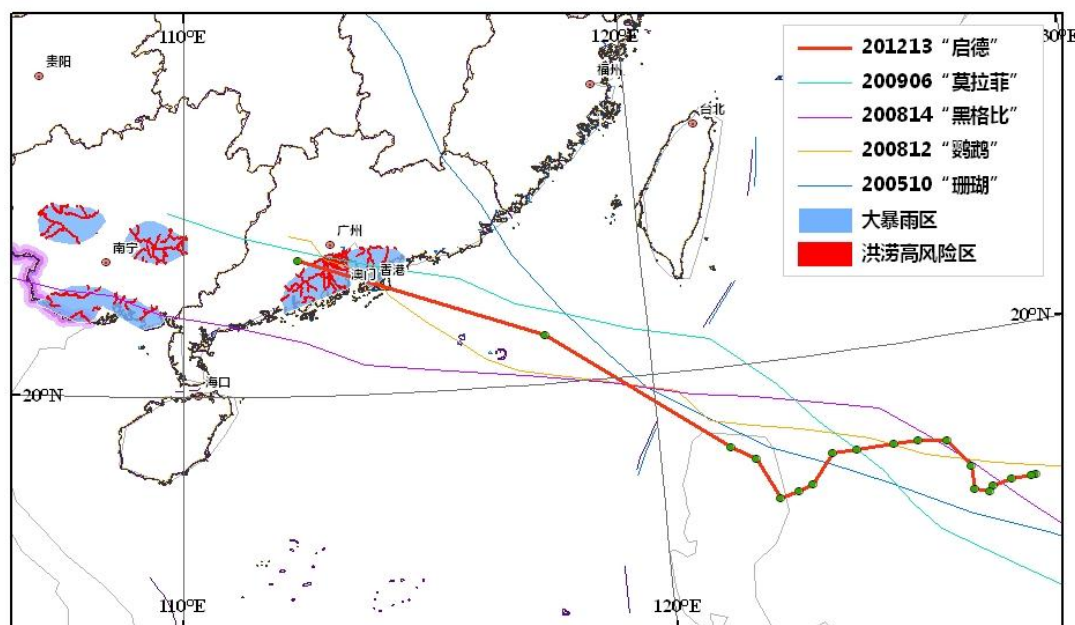 110°E
120°E
30°E
201213“启德”
200906“莫拉菲”
200814“黑格比”
200812“鹦鹉”
200510“珊瑚”
大暴雨区
洪涝高风险区
贵阳
福州
台北
南宁
广州
澳门
香港
20°N
海口
20°N
110°E
120°E